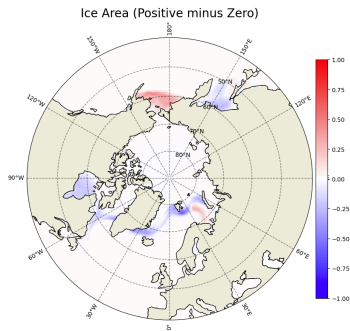 Ice Area (Positive minus Zero)
180°
150°W
150°E
120°W
120°E
50°N
60°N
70°N
80°N
90°W
60°W
60°E
30°W
30°E
0°
1.00
0.75
0.50
0.25
0.00
−0.25
−0.50
−0.75
−1.00